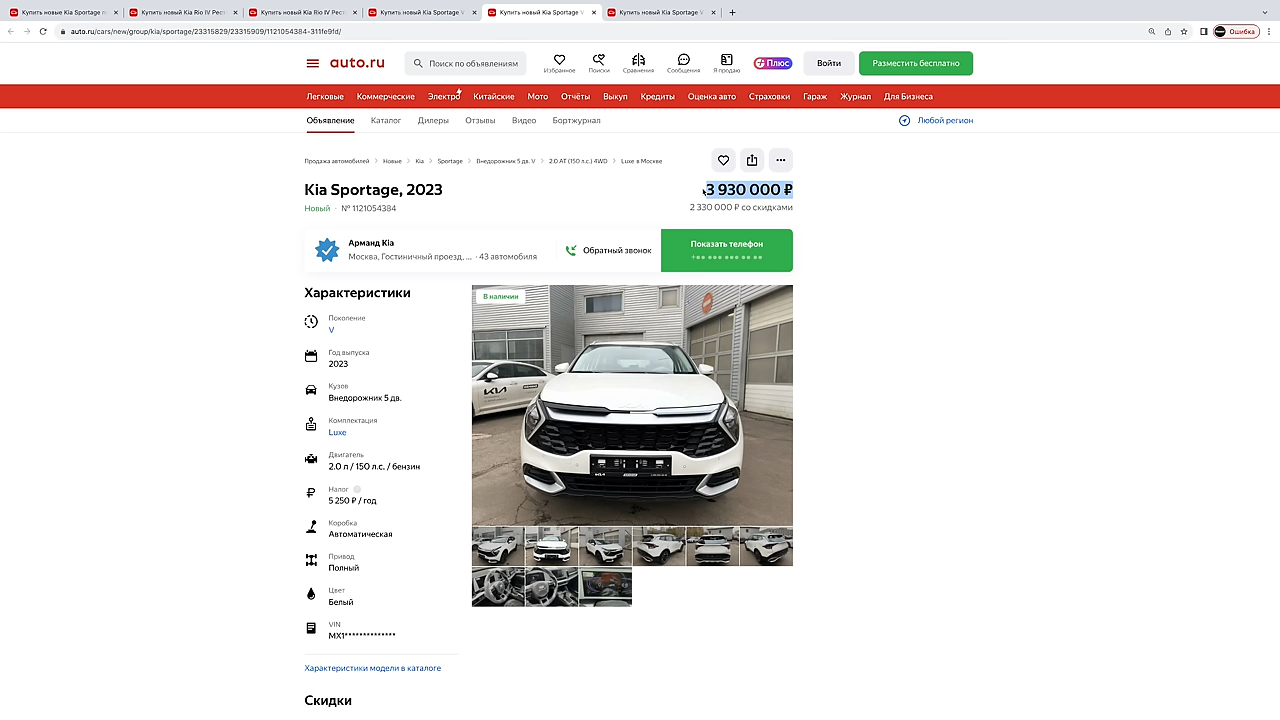 Купить новые Kia Sportage п
Купить новый Kia Rio IV Рест
Купить новый Kia Rio IV Рест
Купить новый Kia Sportage V
Купить новый Kia Sportage V
Купить новый Kia Sportage V
auto.ru/cars/new/group/kia/sportage/23315829/23315909/1121054384-311fe9fd/
Ошибка
auto.ru
Поиск по объявлениям
Избранное
Поиски
Сравнения
Сообщения
Я продаю
Плюс
Войти
Разместить бесплатно
Легковые Коммерческие Электро Китайские Мото Отчёты Выкуп Кредиты Оценка авто Страховки Гараж Журнал Для Бизнеса
Объявление Каталог Дилеры Отзывы Видео Бортжурнал
Любой регион
Продажа автомобилей > Новые > Kia > Sportage > Внедорожник 5 дв. V > 2.0 AT (150 л.с.) 4WD > Luxe в Москве
Kia Sportage, 2023
3 930 000 ₽
Новый · № 1121054384
2 330 000 ₽ со скидками
Арманд Kia
Москва, Гостиничный проезд, ... · 43 автомобиля
Обратный звонок
Показать телефон
+•• ••• ••• •• ••
Характеристики
В наличии
Поколение
V
Год выпуска
2023
Кузов
Внедорожник 5 дв.
Комплектация
Luxe
Двигатель
2.0 л / 150 л.с. / бензин
Налог
5 250 ₽ / год
Коробка
Автоматическая
Привод
Полный
Цвет
Белый
VIN
MX1**************
Характеристики модели в каталоге
Скидки